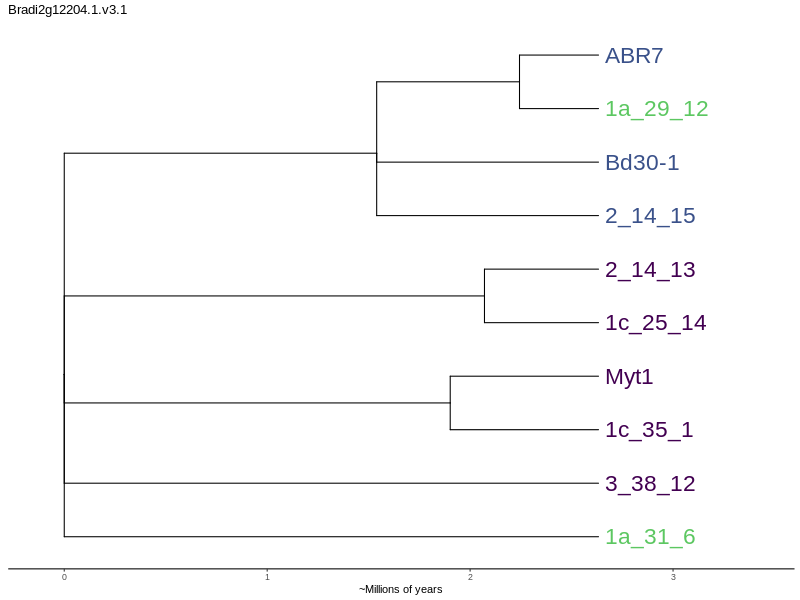 Bradi2g12204.1.v3.1
ABR7
1a_29_12
Bd30-1
2_14_15
2_14_13
1c_25_14
Myt1
1c_35_1
3_38_12
1a_31_6
0 1 2 3
~Millions of years